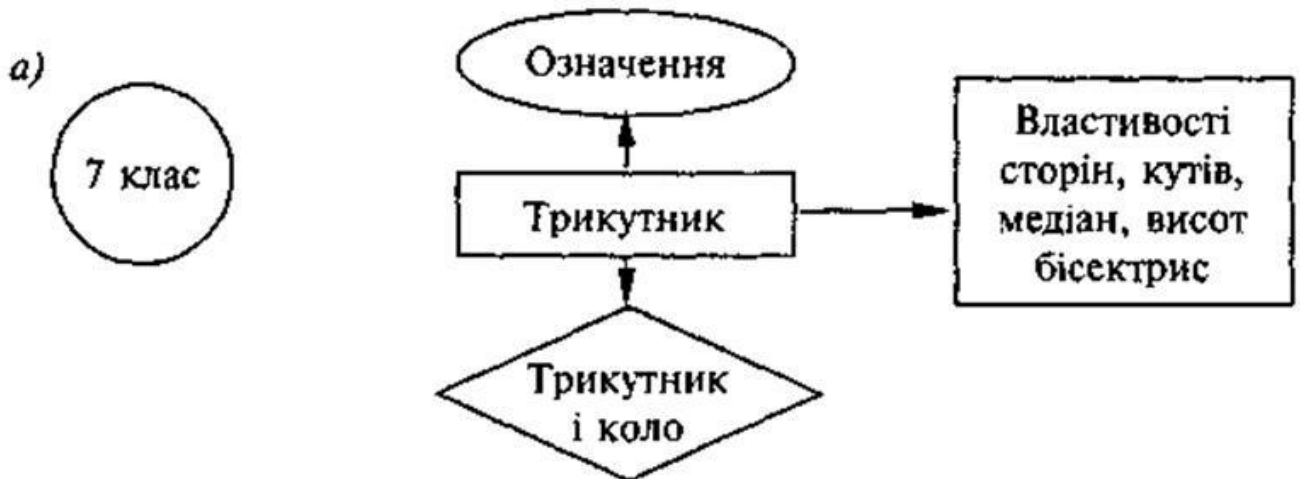 а)
7 клас
Означення
Трикутник
Трикутник
і коло
Властивості
сторін, кутів,
медіан, висот
бісектрис